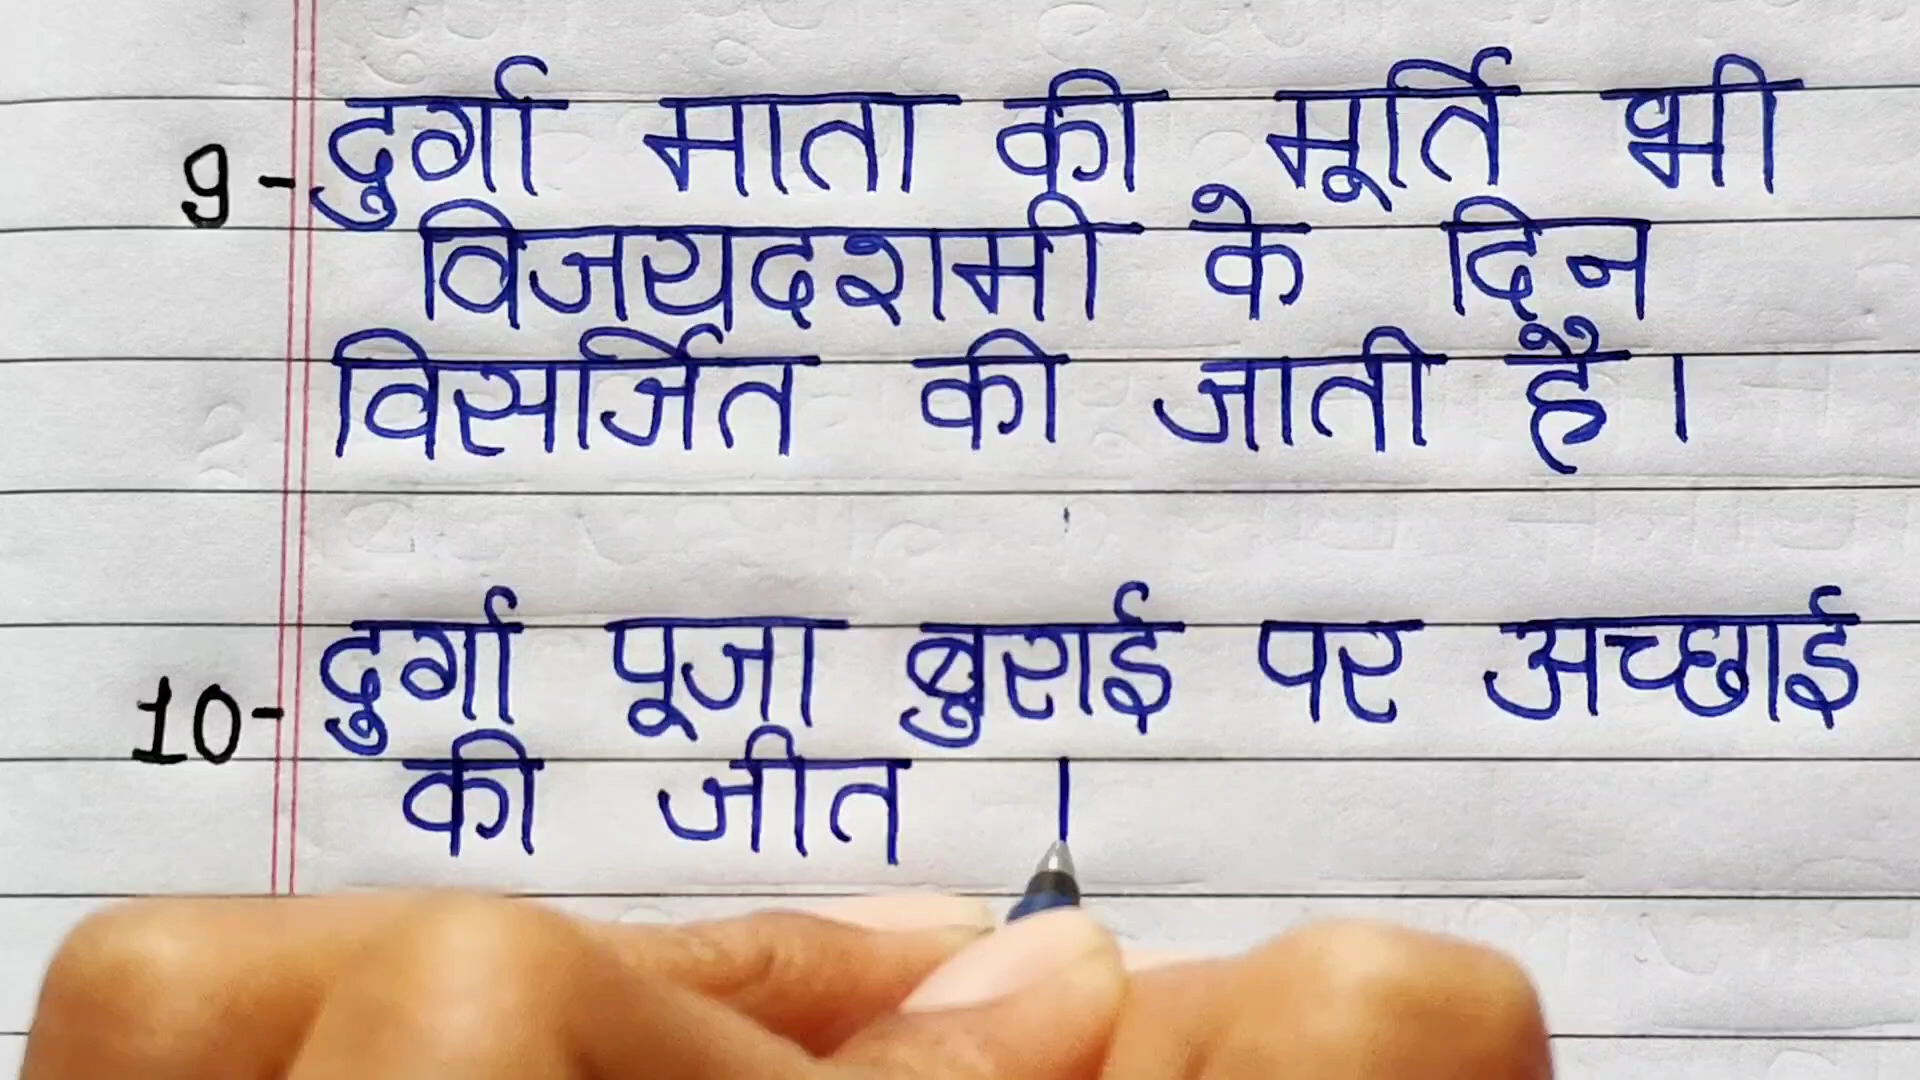 9- दुर्गा माता की मूर्ति भी
विजयदशमी के दिन
विसर्जित की जाती है।
10- दुर्गा पूजा बुराई पर अच्छाई
की जीत ।